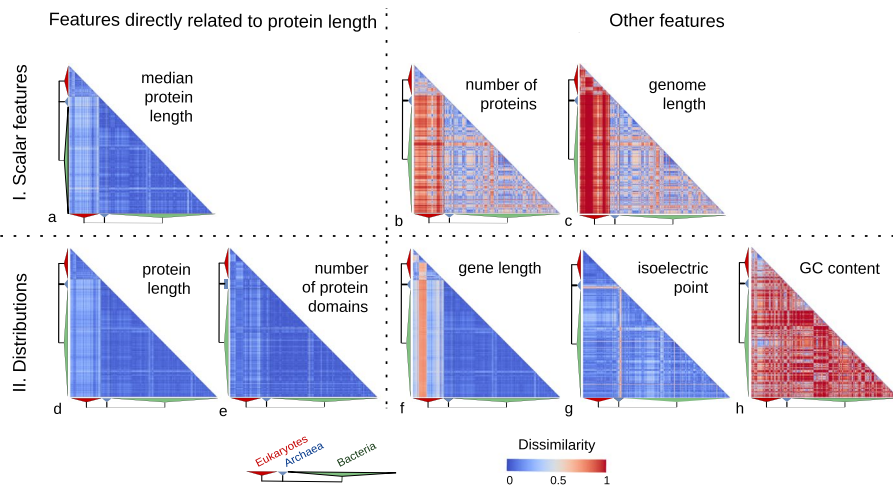 Features directly related to protein length
Other features
I. Scalar features
median
protein
length
a
number of
proteins
b
genome
length
c
II. Distributions
protein
length
d
number
of protein
domains
e
gene length
f
isoelectric
point
g
GC content
h
Eukaryotes
Archaea
Bacteria
Dissimilarity
0
0.5
1